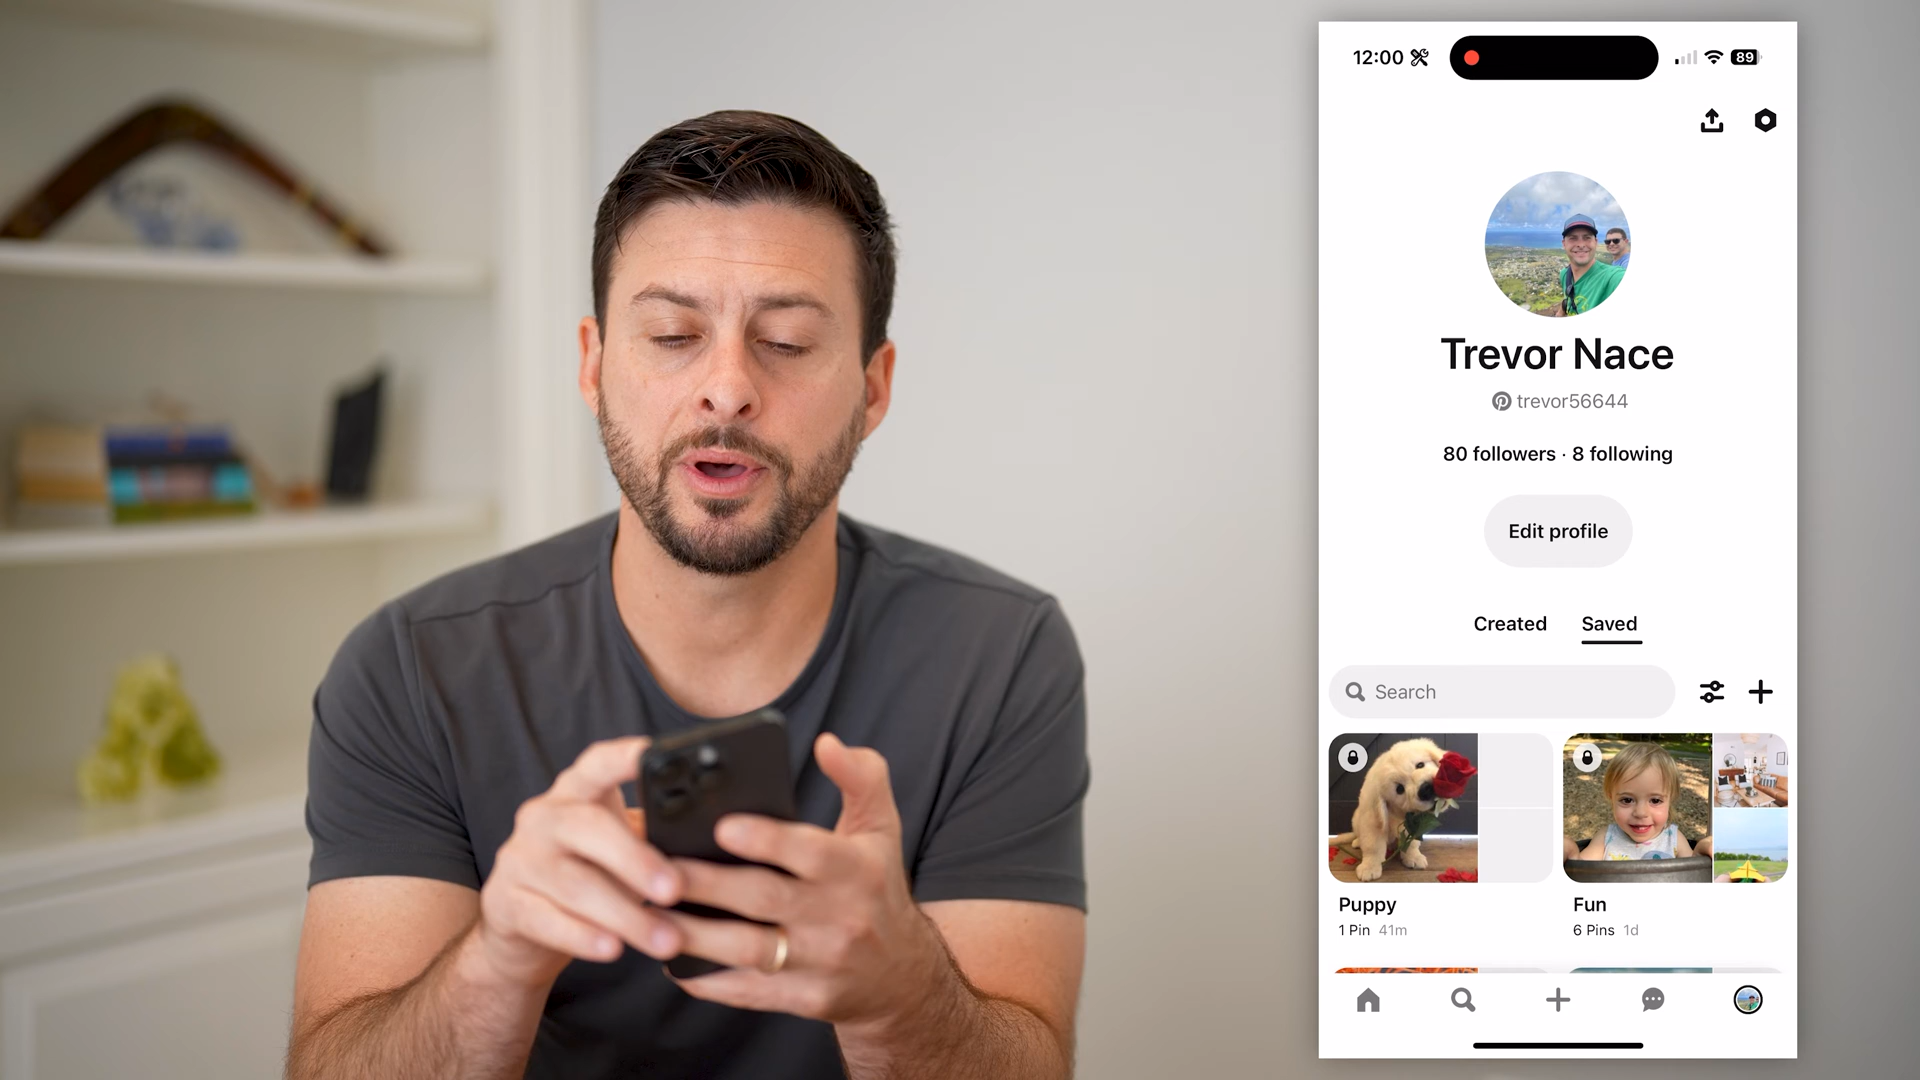 12:00
89
Trevor Nace
trevor56644
80 followers · 8 following
Edit profile
Created Saved
Search
Puppy
1 Pin 41m
Fun
6 Pins 1d